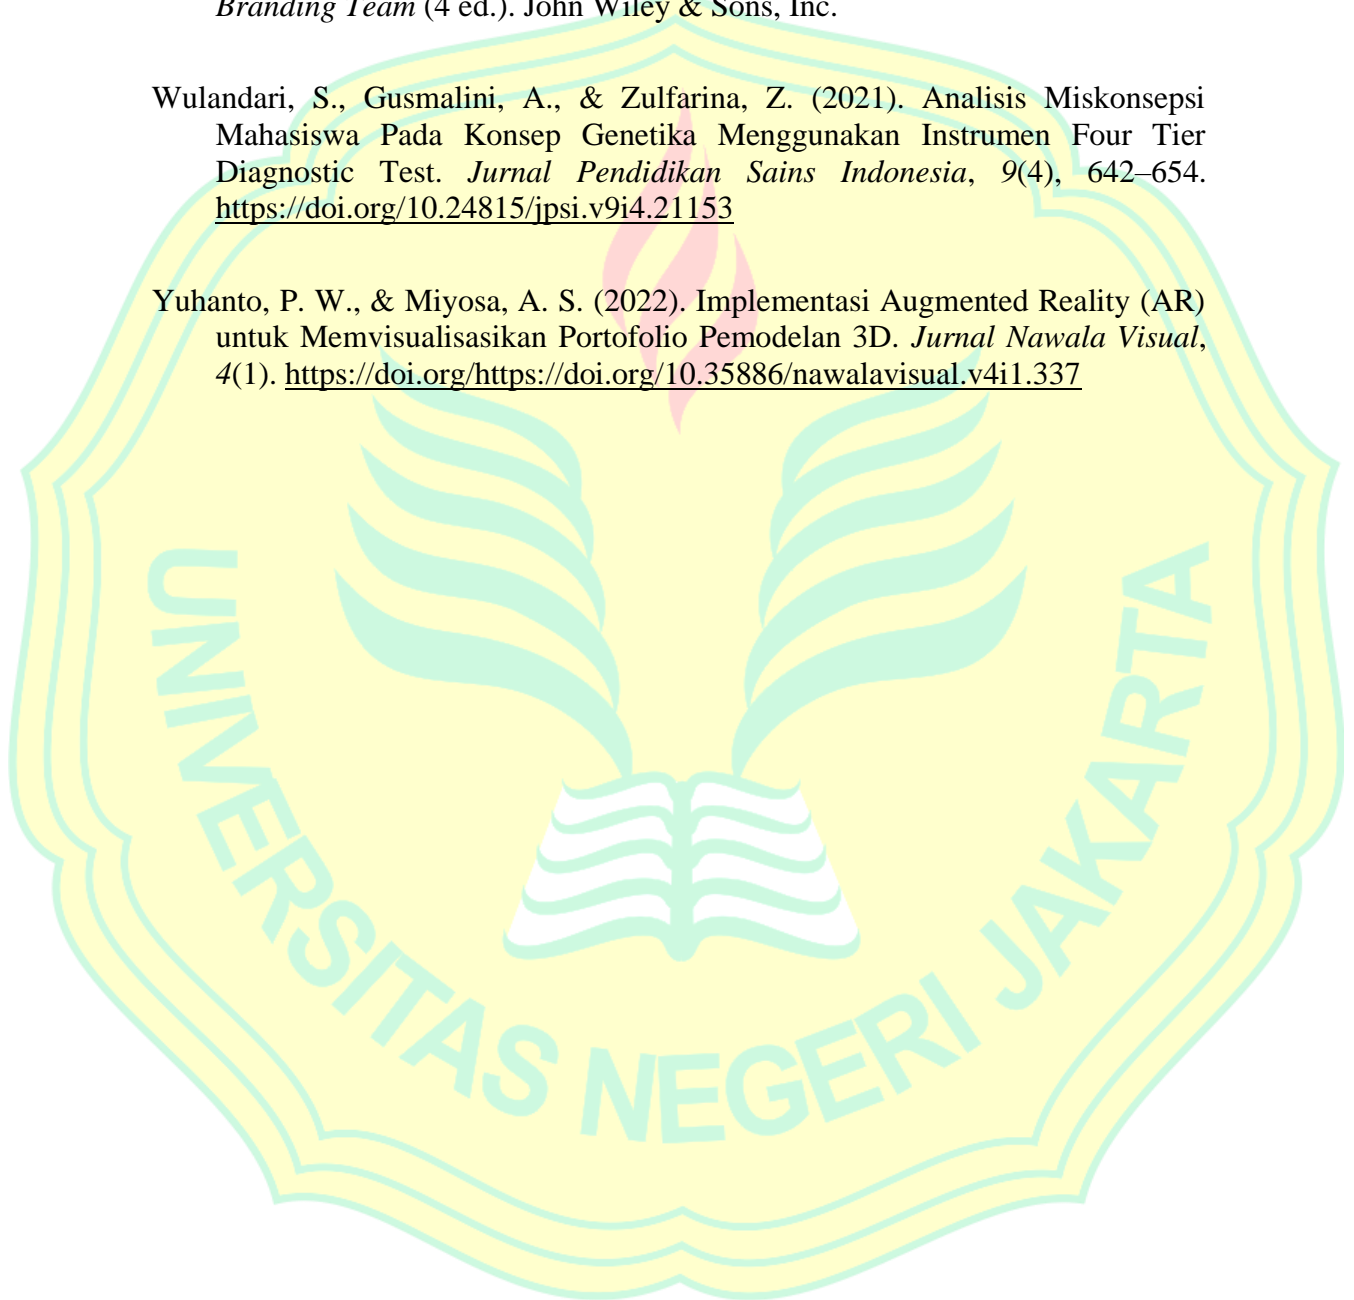 Branding Team (4 ed.). John Wiley & Sons, Inc.
Wulandari, S., Gusmalini, A., & Zulfarina, Z. (2021). Analisis Miskonsepsi
Mahasiswa Pada Konsep Genetika Menggunakan Instrumen Four Tier
Diagnostic Test. Jurnal Pendidikan Sains Indonesia, 9(4), 642–654.
https://doi.org/10.24815/jpsi.v9i4.21153
Yuhanto, P. W., & Miyosa, A. S. (2022). Implementasi Augmented Reality (AR)
untuk Memvisualisasikan Portofolio Pemodelan 3D. Jurnal Nawala Visual,
4(1). https://doi.org/https://doi.org/10.35886/nawalavisual.v4i1.337
UNIVERSITAS NEGERI JAKARTA